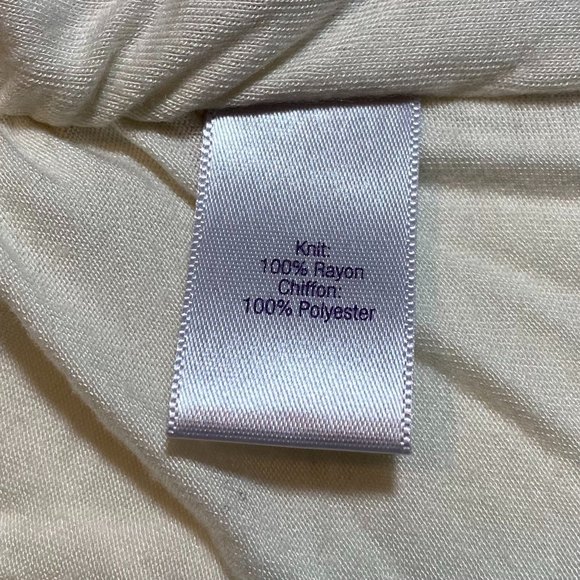 Knit:
100% Rayon
Chiffon:
100% Polyester